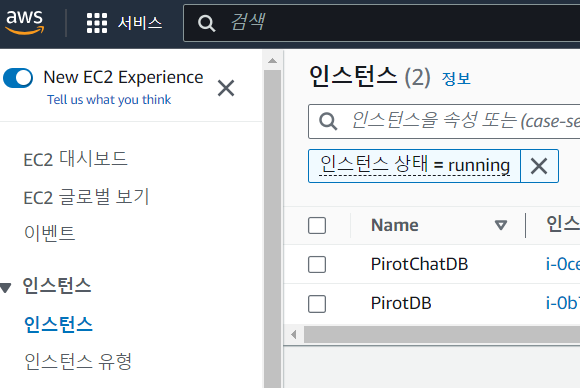 aws 서비스 검색
New EC2 Experience
Tell us what you think
EC2 대시보드
EC2 글로벌 보기
이벤트
인스턴스
인스턴스
인스턴스 유형
인스턴스 (2) 정보
인스턴스을 속성 또는 (case-se
인스턴스 상태 = running
Name 인스
PirotChatDB i-0ce
PirotDB i-0b